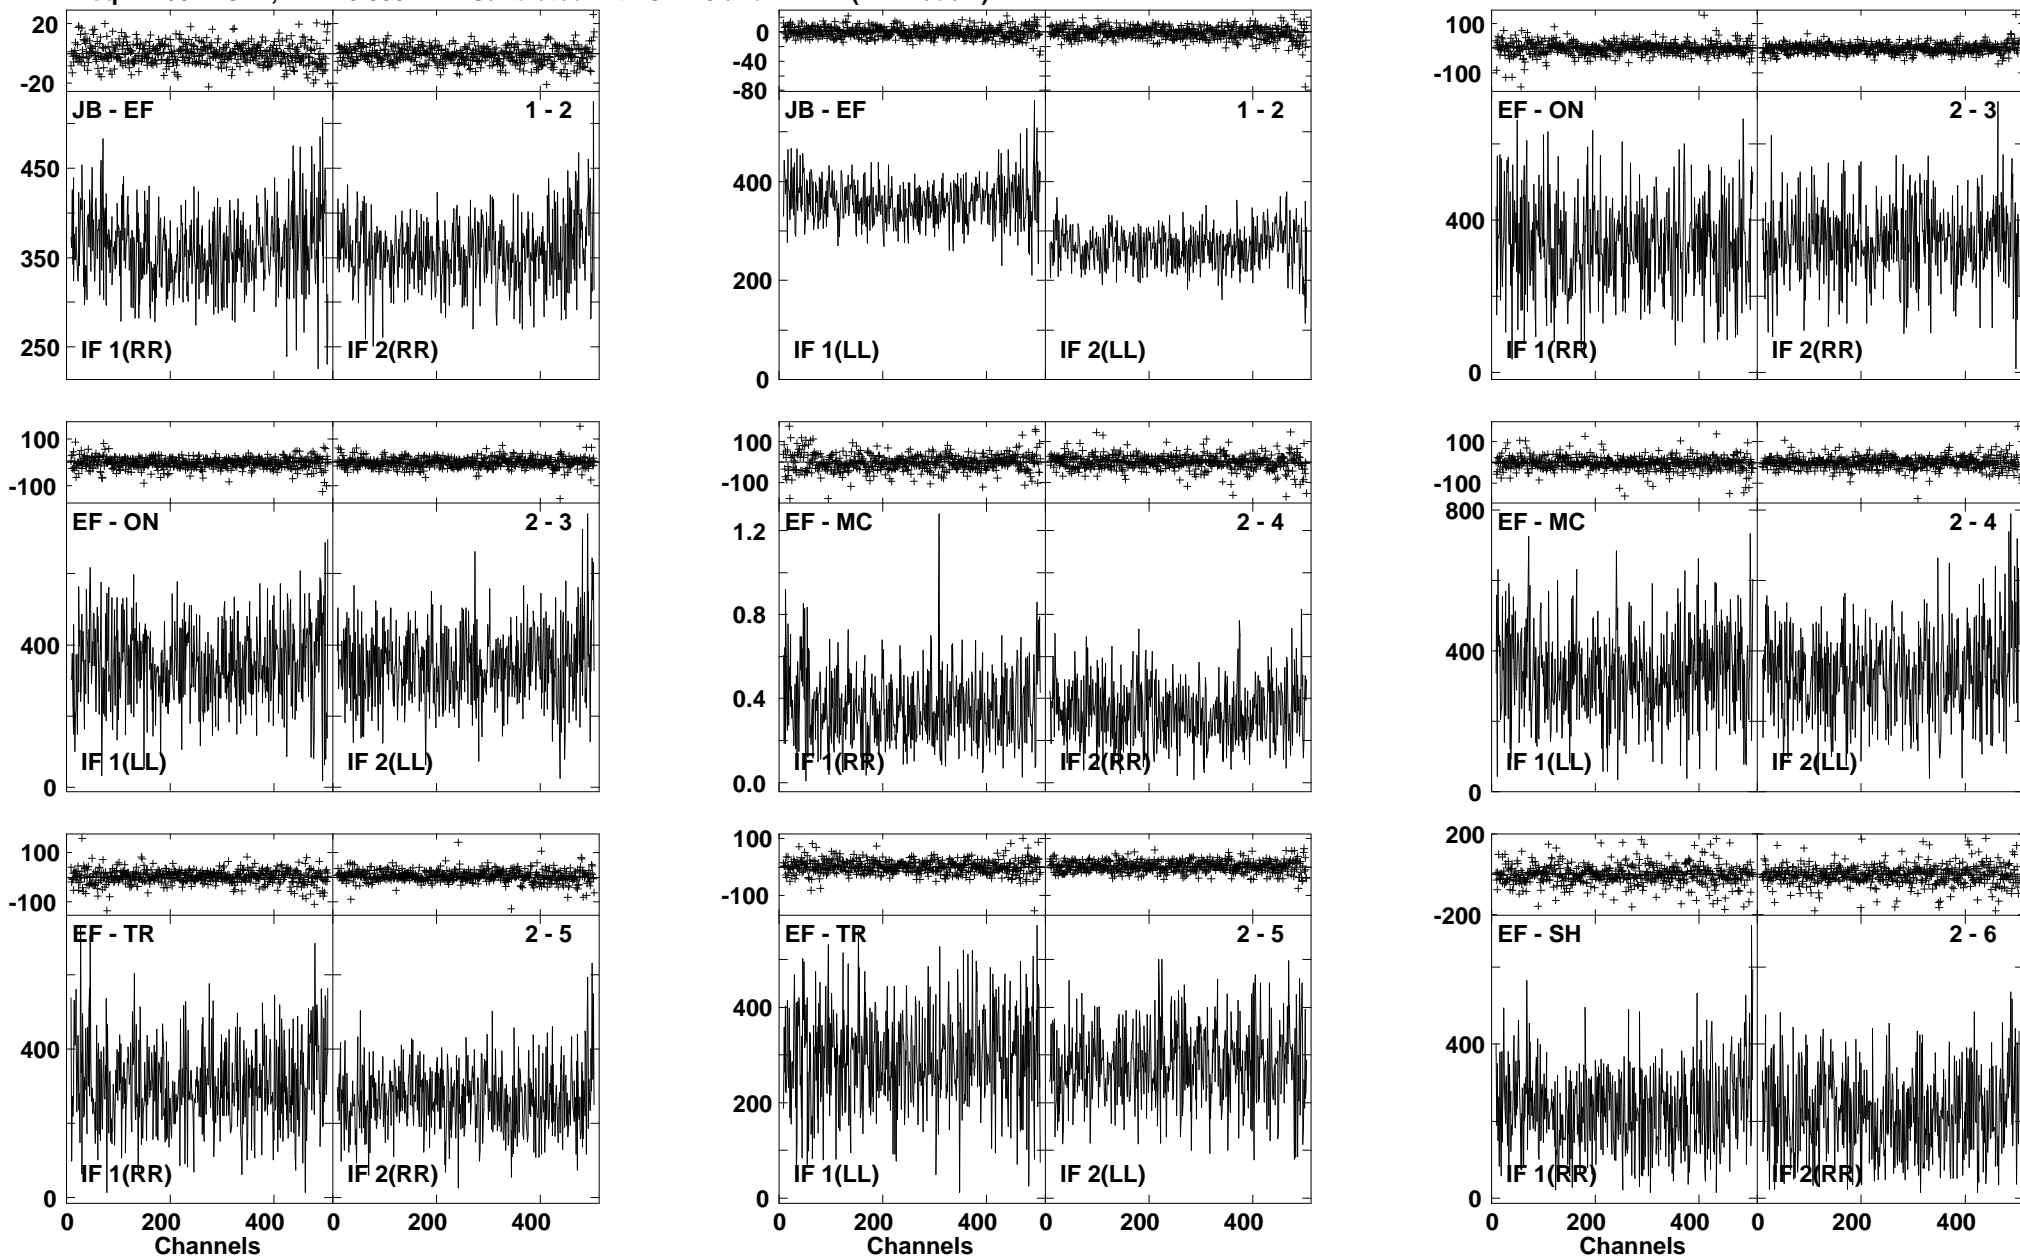 20
-20
JB - EF 1 - 2
450
350
250
IF 1(RR) IF 2(RR)
0
-40
-80
JB - EF 1 - 2
400
200
0
IF 1(LL) IF 2(LL)
100
-100
EF - ON 2 - 3
400
0
IF 1(RR) IF 2(RR)
100
-100
EF - ON 2 - 3
400
0
IF 1(LL) IF 2(LL)
100
-100
EF - MC 2 - 4
1.2
0.8
0.4
0.0
IF 1(RR) IF 2(RR)
100
-100
800
EF - MC 2 - 4
400
0
IF 1(LL) IF 2(LL)
100
-100
EF - TR 2 - 5
400
0
IF 1(RR) IF 2(RR)
0 200 400 0 200 400
Channels
100
-100
EF - TR 2 - 5
400
200
0
IF 1(LL) IF 2(LL)
0 200 400 0 200 400
Channels
200
-200
EF - SH 2 - 6
400
0
IF 1(RR) IF 2(RR)
0 200 400 0 200 400
Channels